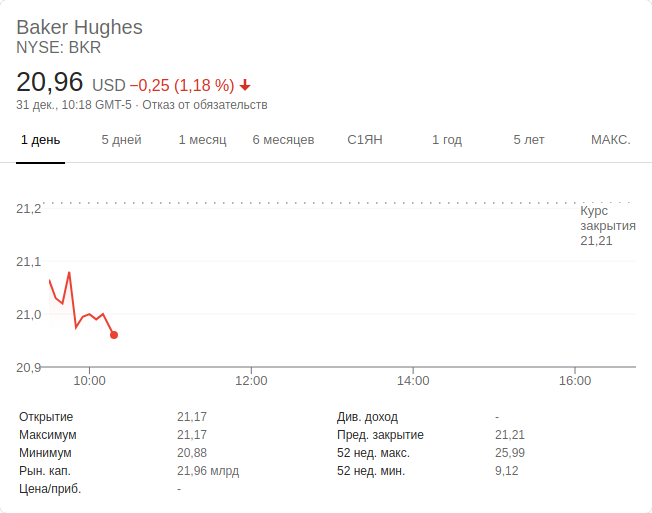 Baker Hughes
NYSE: BKR
20,96 USD −0,25 (1,18 %)
31 дек., 10:18 GMT-5 · Отказ от обязательств
1 день 5 дней 1 месяц 6 месяцев С1ЯН 1 год 5 лет МАКС.
21,2
Курс
закрытия
21,21
21,1
21,0
20,9
10:00 12:00 14:00 16:00
Открытие 21,17 Див. доход -
Максимум 21,17 Пред. закрытие 21,21
Минимум 20,88 52 нед. макс. 25,99
Рын. кап. 21,96 млрд 52 нед. мин. 9,12
Цена/приб. -